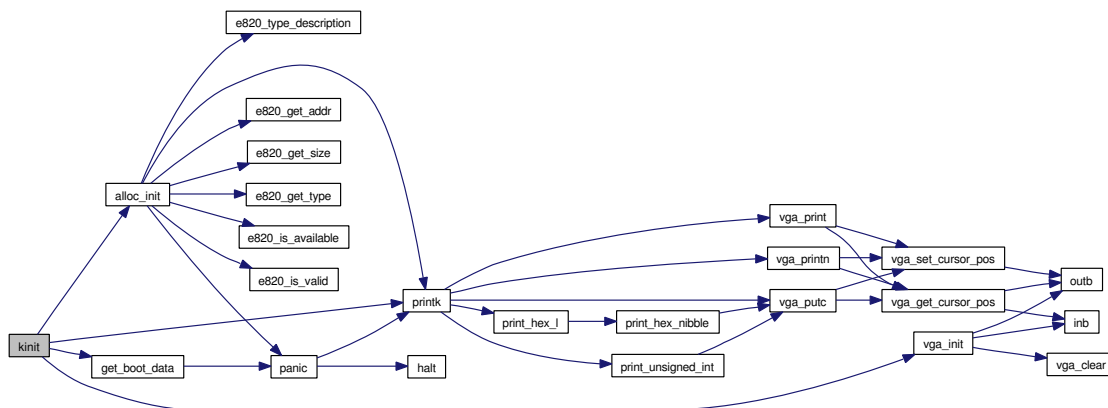 e820_type_description
e820_get_addr
e820_get_size
alloc_init
e820_get_type
vga_print
e820_is_available
vga_printn
vga_set_cursor_pos
e820_is_valid
outb
printk
vga_putc
vga_get_cursor_pos
print_hex_l
print_hex_nibble
inb
kinit
vga_init
get_boot_data
panic
halt
print_unsigned_int
vga_clear